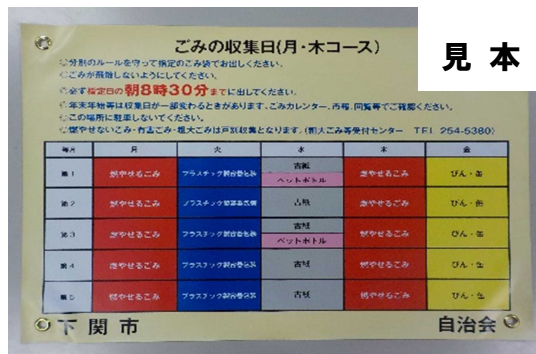 見 本
ごみの収集日(月・木コース)
○分別のルールを守って指定のごみ袋でお出しください。
○ごみが飛散しないようにしてください。
○必ず指定日の朝8時30分までに出してください。
○年末年始等は収集日が一部変わるときがあります。ごみカレンダー、市報、回覧等でご確認ください。
○この場所に駐車しないでください。
○燃やせないごみ・有害ごみ・粗大ごみは戸別収集となります。(粗大ごみ等受付センター TEL 254-5380)
毎月 月 火 水 木 金
第1 燃やせるごみ プラスチック製容器包装 古紙 ペットボトル 燃やせるごみ びん・缶
第2 燃やせるごみ プラスチック製容器包装 古紙 燃やせるごみ びん・缶
第3 燃やせるごみ プラスチック製容器包装 古紙 ペットボトル 燃やせるごみ びん・缶
第4 燃やせるごみ プラスチック製容器包装 古紙 燃やせるごみ びん・缶
第5 燃やせるごみ プラスチック製容器包装 古紙 燃やせるごみ びん・缶
下関市 自治会